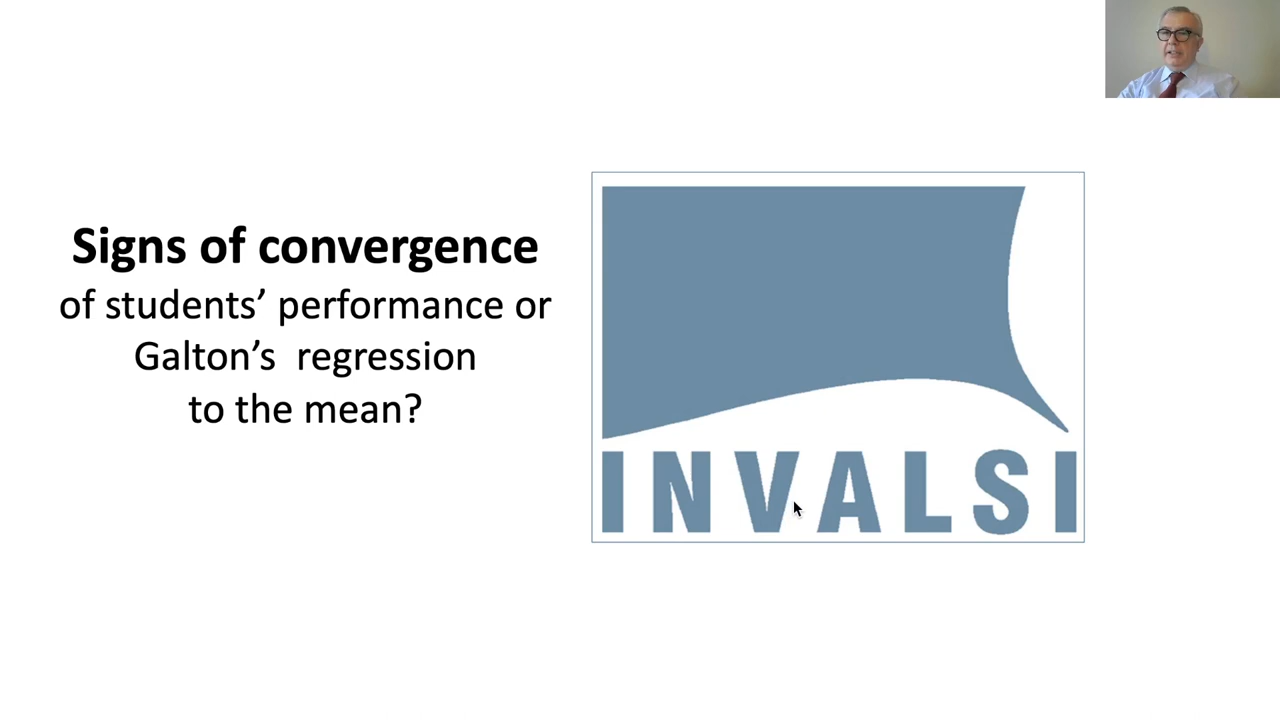 Signs of convergence
of students’ performance or
Galton’s regression
to the mean?
INVALSI